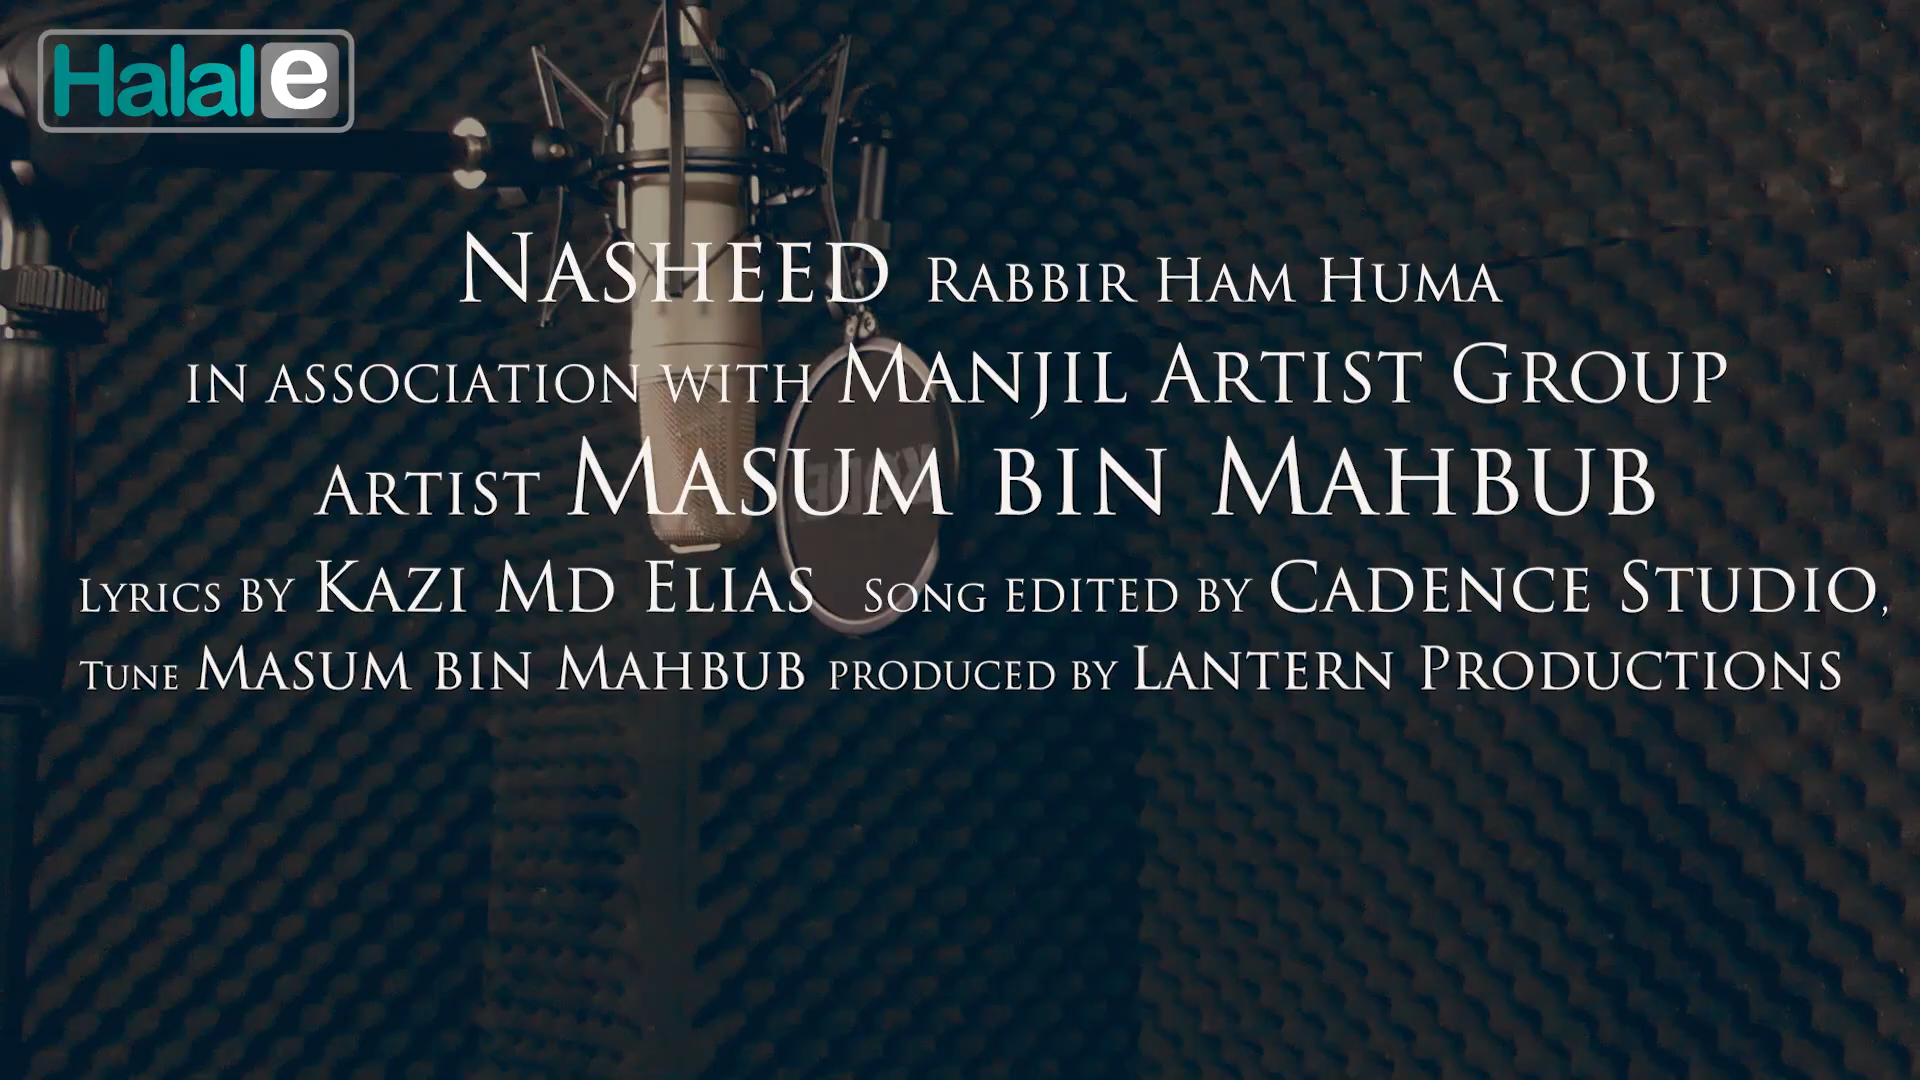 Halal e
Nasheed Rabbir Ham Huma
in association with Manjil Artist Group
Artist Masum bin Mahbub
Lyrics by Kazi Md Elias Song edited by Cadence Studio,
Tune Masum bin Mahbub produced by Lantern Productions